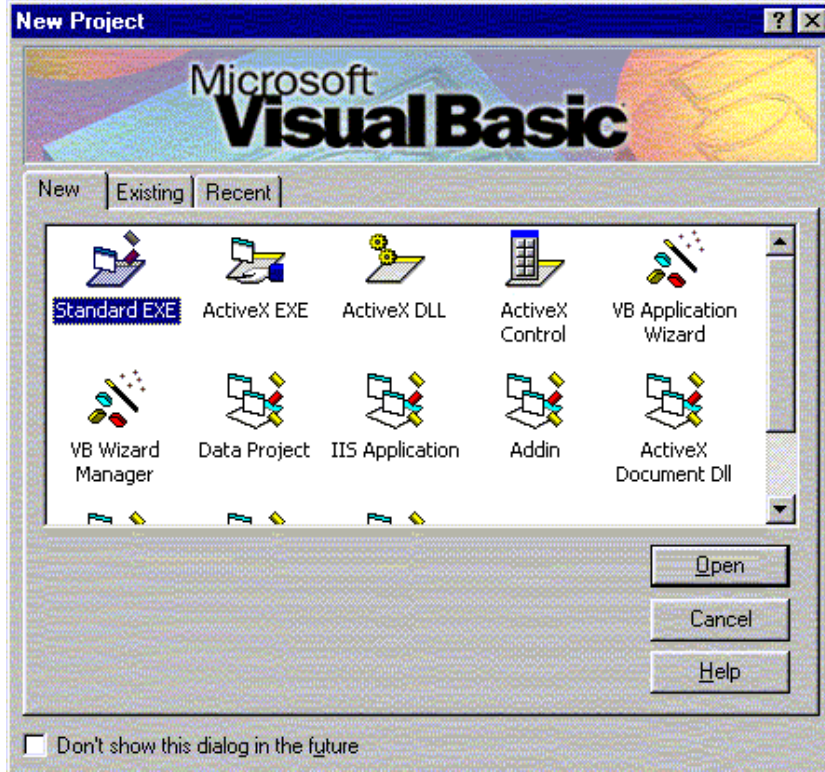 New Project
Microsoft
Visual Basic
New Existing Recent
Standard EXE ActiveX EXE ActiveX DLL ActiveX Control VB Application Wizard
VB Wizard Manager Data Project IIS Application Addin ActiveX Document Dll
Open
Cancel
Help
Don't show this dialog in the future